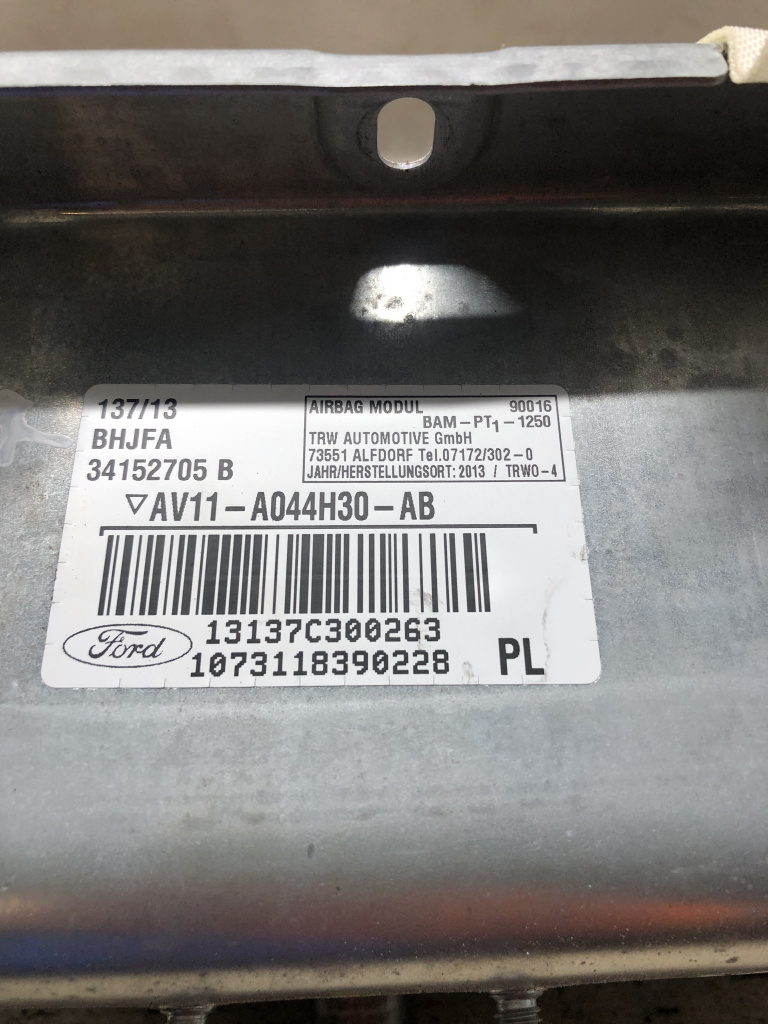 137/13
BHJFA
34152705 B
AIRBAG MODUL 90016
BAM-PT1-1250
TRW AUTOMOTIVE GmbH
73551 ALFDORF Tel.07172/302-0
JAHR/HERSTELLUNGSORT: 2013 / TRWO-4
▽AV11-A044H30-AB
13137C300263
Ford
1073118390228
PL